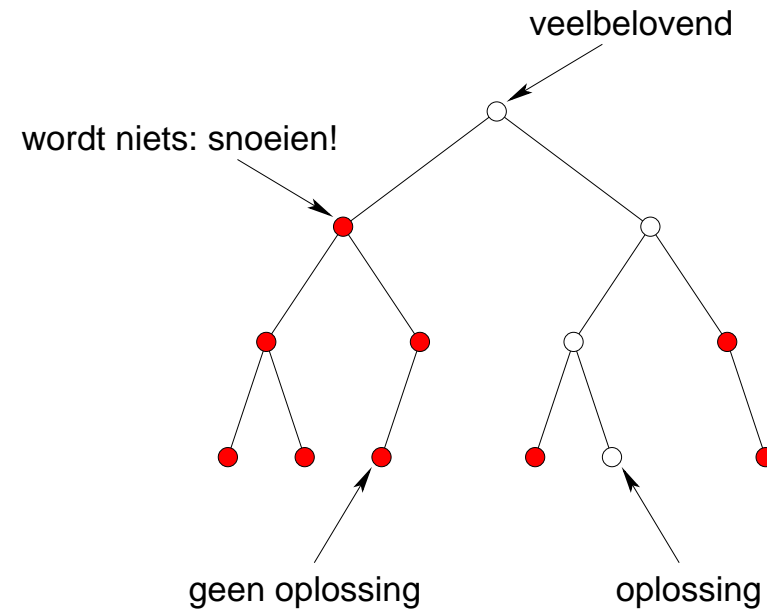 veelbelovend
wordt niets: snoeien!
geen oplossing
oplossing